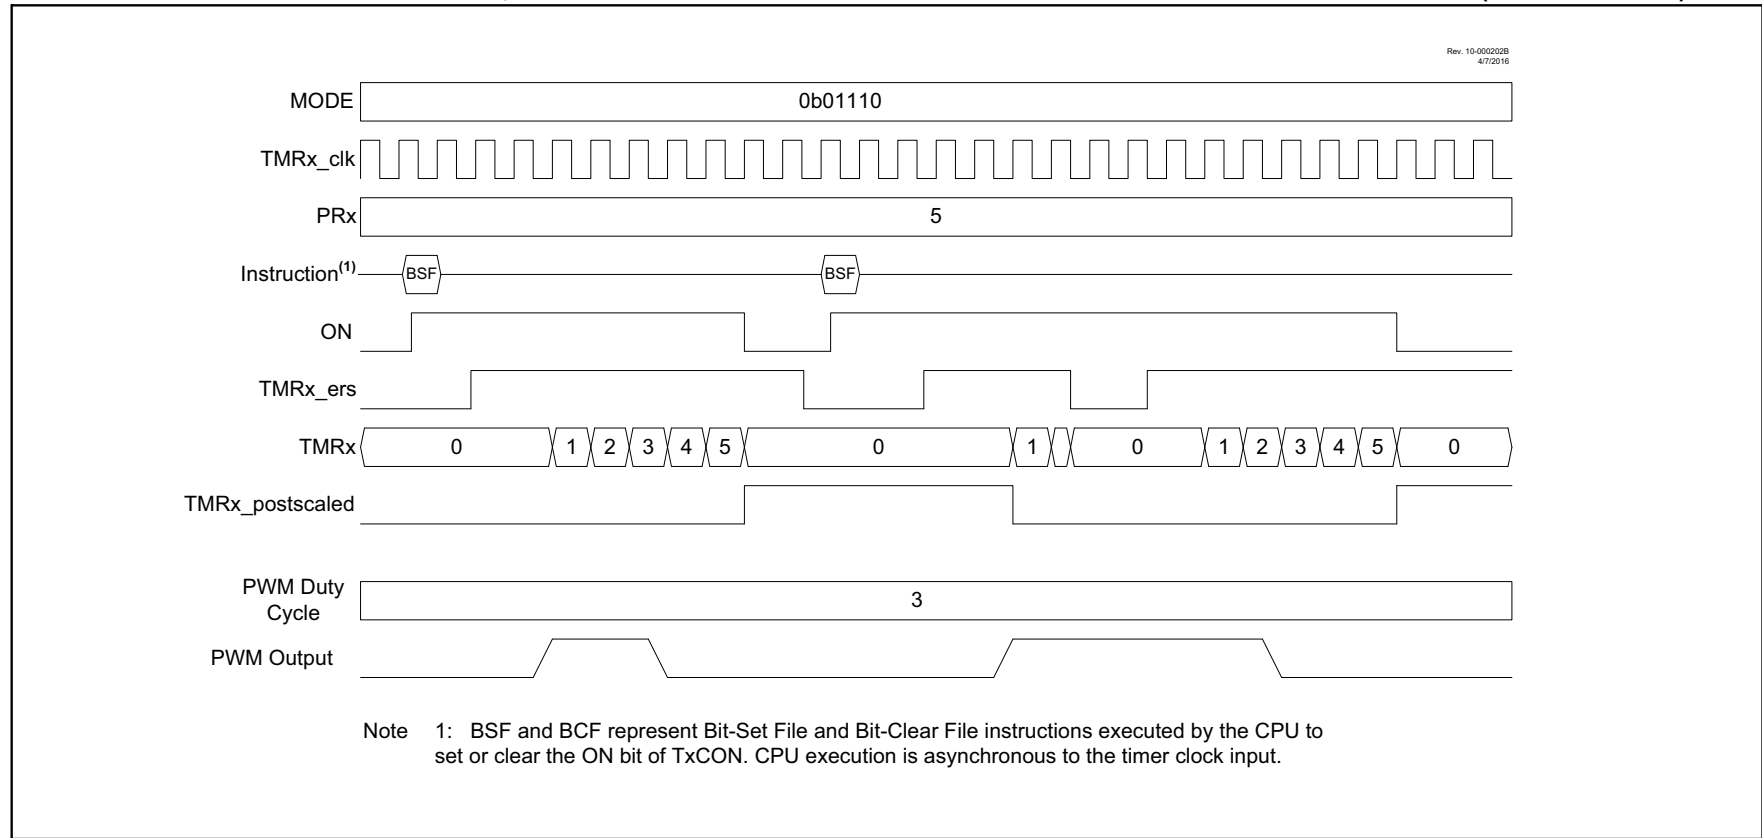 Rev. 10-000202B
4/7/2016
MODE 0b01110
TMRx_clk
PRx 5
Instruction(1) BSF BSF
ON
TMRx_ers
TMRx 0 1 2 3 4 5 0 1 0 1 2 3 4 5 0
TMRx_postscaled
PWM Duty
Cycle 3
PWM Output
Note 1: BSF and BCF represent Bit-Set File and Bit-Clear File instructions executed by the CPU to
set or clear the ON bit of TxCON. CPU execution is asynchronous to the timer clock input.